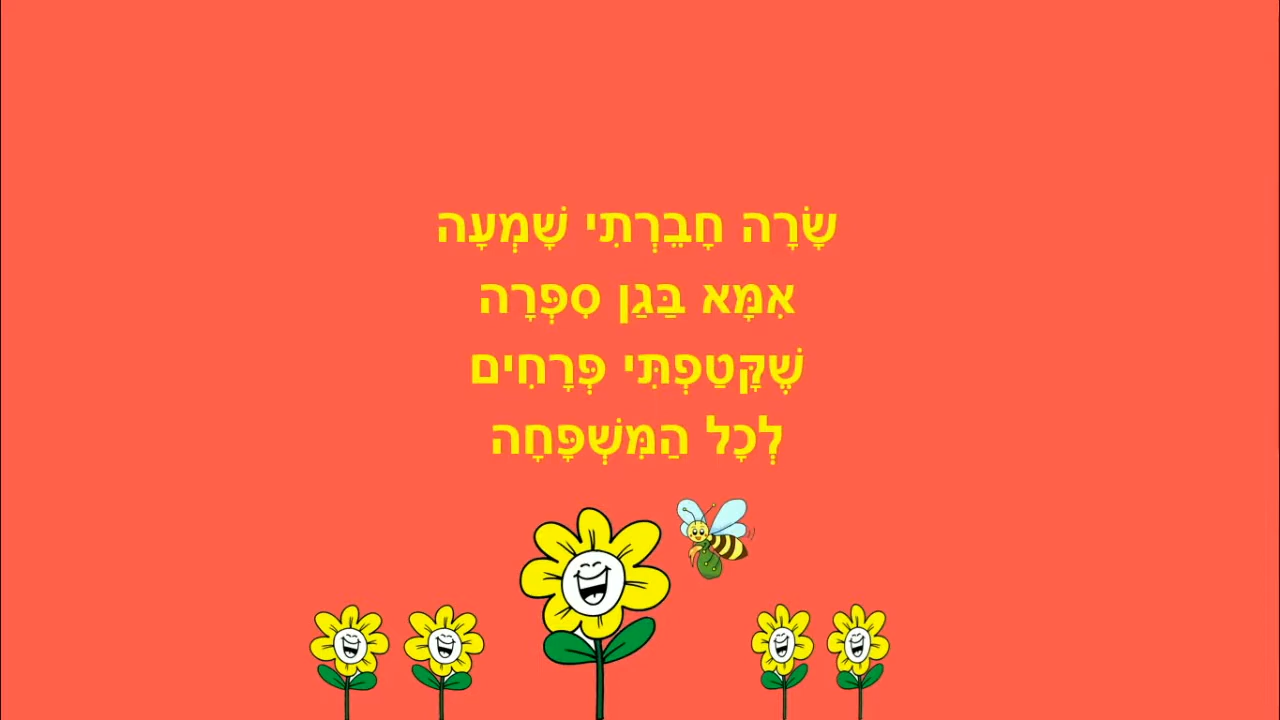 שָׂרָה חָבֵרְתִּי שָׁמְעָה
אִמָּא בַּגַּן סִפְּרָה
שֶׁקָּטַפְתִּי פְּרָחִים
לְכָל הַמִּשְׁפָּחָה